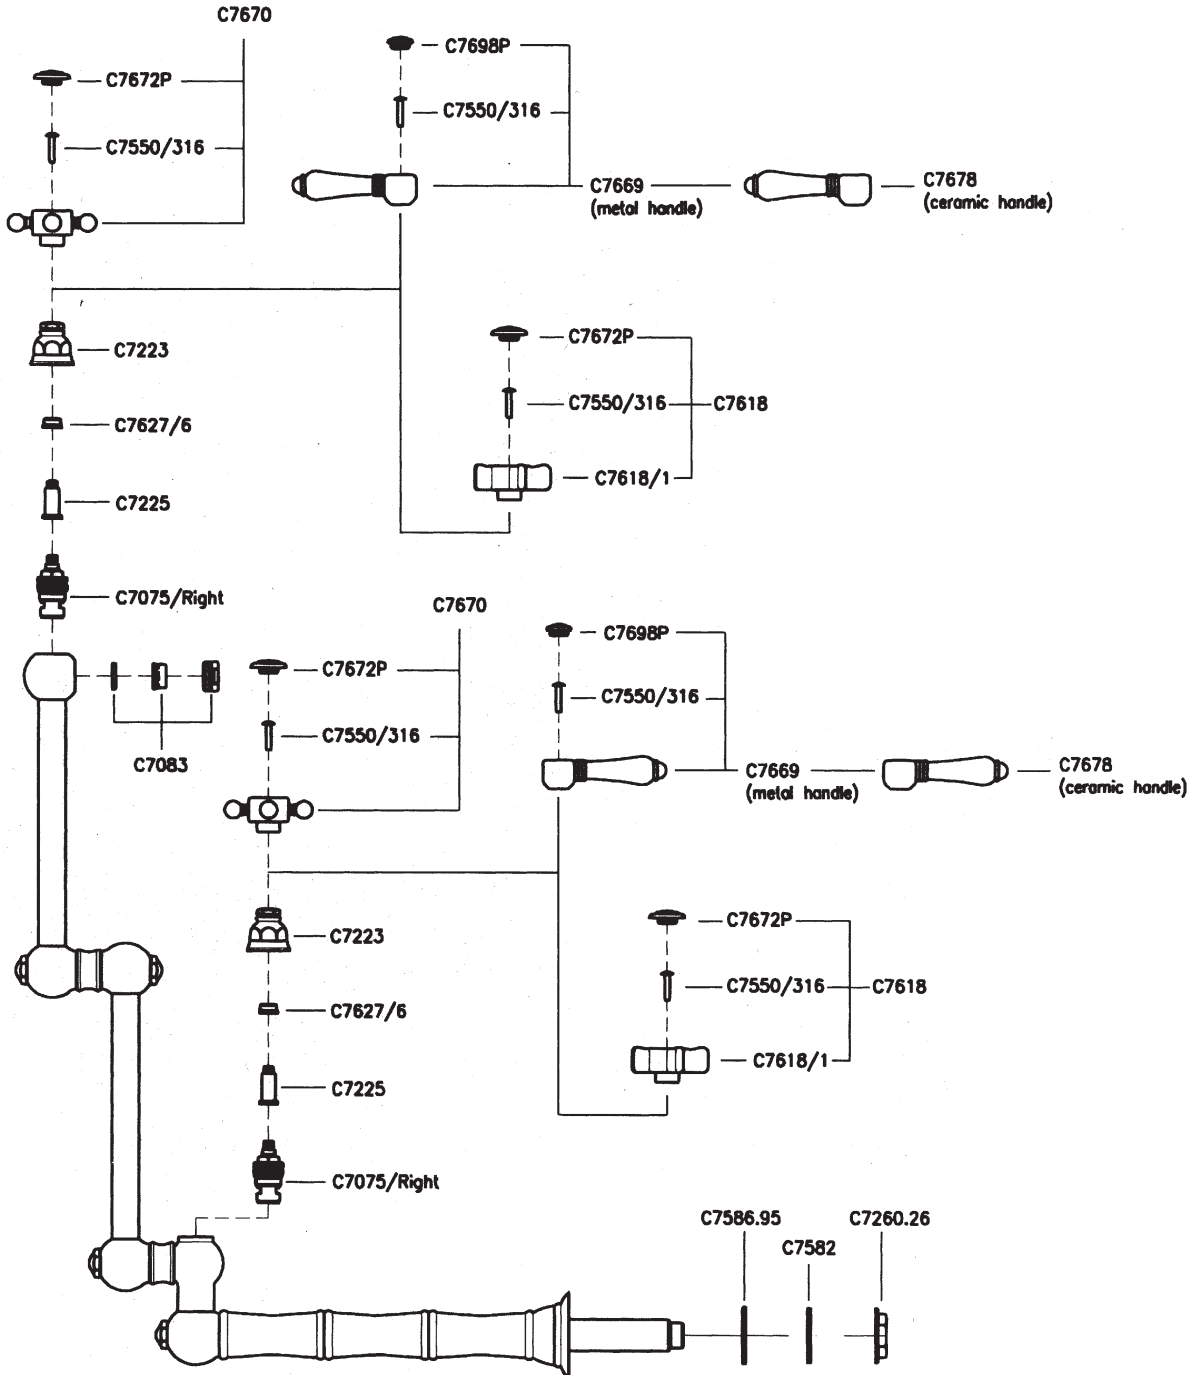 C7670
C7698P
C7672P
C7550/316
C7550/316
C7669
(metal handle)
C7678
(ceramic handle)
C7672P
C7223
C7550/316
C7618
C7627/6
C7618/1
C7225
C7075/Right
C7670
C7698P
C7672P
C7550/316
C7550/316
C7083
C7669
(metal handle)
C7678
(ceramic handle)
C7672P
C7223
C7550/316
C7618
C7627/6
C7618/1
C7225
C7075/Right
C7586.95
C7260.26
C7582